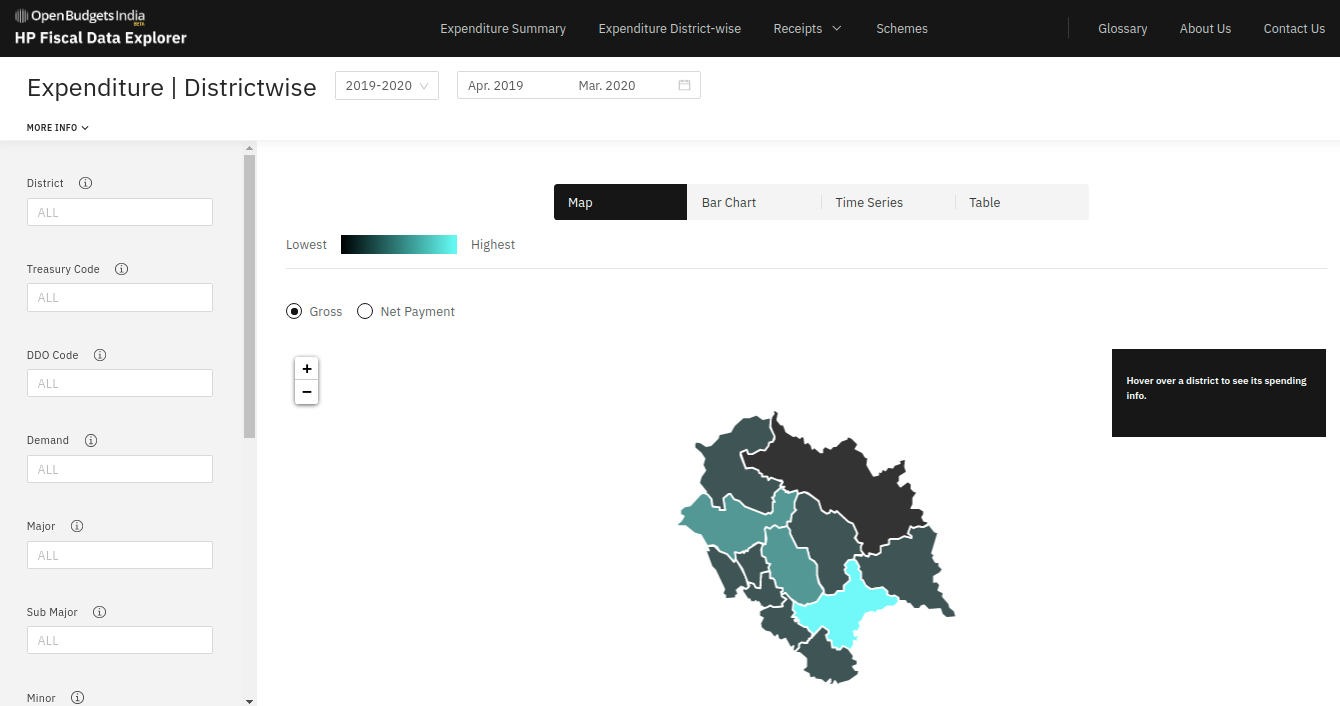 Open Budgets India
BETA
HP Fiscal Data Explorer
Expenditure Summary
Expenditure District-wise
Receipts
Schemes
Glossary
About Us
Contact Us
Expenditure | Districtwise
2019-2020
Apr. 2019
Mar. 2020
MORE INFO
District
ALL
Treasury Code
ALL
DDO Code
ALL
Demand
ALL
Major
ALL
Sub Major
ALL
Minor
Map
Bar Chart
Time Series
Table
Lowest
Highest
Gross
Net Payment
+
−
Hover over a district to see its spending
info.